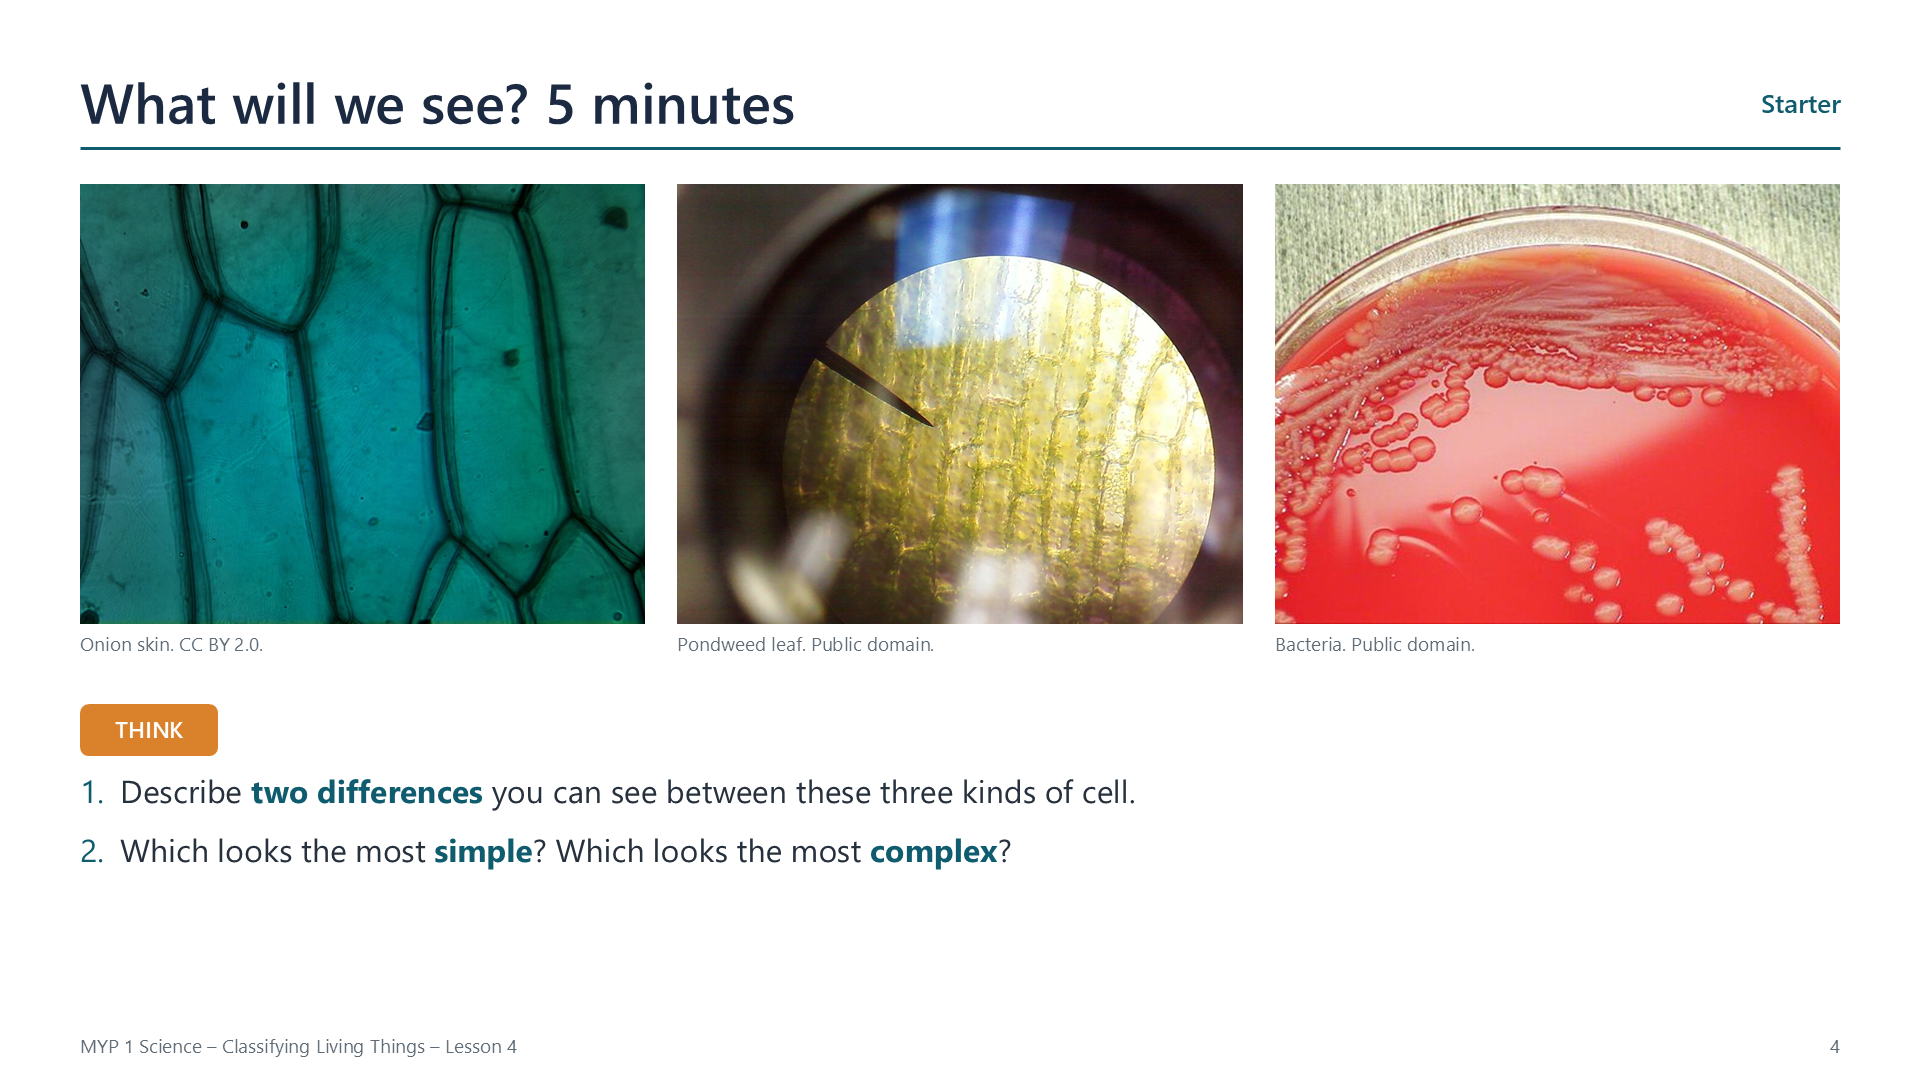 What will we see? 5 minutes
Starter
Onion skin. CC BY 2.0.
Pondweed leaf. Public domain.
Bacteria. Public domain.
THINK
1. Describe two differences you can see between these three kinds of cell.
2. Which looks the most simple? Which looks the most complex?
MYP 1 Science – Classifying Living Things – Lesson 4
4